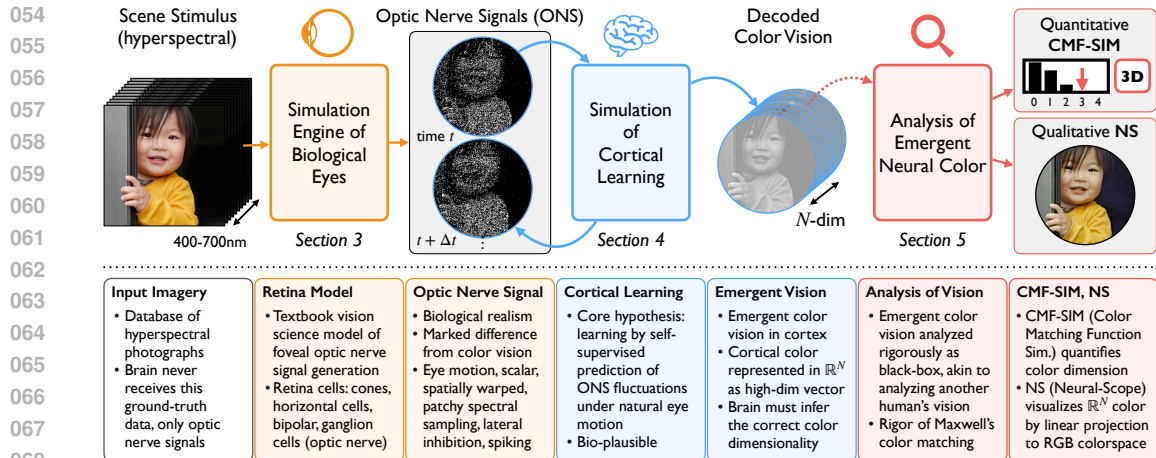 054
055
056
057
058
059
060
061
062
063
064
065
066
067
Scene Stimulus
(hyperspectral)
400-700nm
Simulation
Engine of
Biological
Eyes
Section 3
Optic Nerve Signals (ONS)
time t
t + Δt
⋮
Simulation
of
Cortical
Learning
Section 4
Decoded
Color Vision
N-dim
Analysis of
Emergent
Neural Color
Section 5
Quantitative
CMF-SIM
0 1 2 3 4
3D
Qualitative NS
Input Imagery
• Database of
hyperspectral
photographs
• Brain never
receives this
ground-truth
data, only optic
nerve signals
Retina Model
• Textbook vision
science model of
foveal optic nerve
signal generation
• Retina cells: cones,
horizontal cells,
bipolar, ganglion
cells (optic nerve)
Optic Nerve Signal
• Biological realism
• Marked difference
from color vision
• Eye motion, scalar,
spatially warped,
patchy spectral
sampling, lateral
inhibition, spiking
Cortical Learning
• Core hypothesis:
learning by self-
supervised
prediction of
ONS fluctuations
under natural eye
motion
• Bio-plausible
Emergent Vision
• Emergent color
vision in cortex
• Cortical color
represented in ℝᴺ
as high-dim vector
• Brain must infer
the correct color
dimensionality
Analysis of Vision
• Emergent color
vision analyzed
rigorously as
black-box, akin to
analyzing another
human's vision
• Rigor of Maxwell's
color matching
CMF-SIM, NS
• CMF-SIM (Color
Matching Function
Sim.) quantifies
color dimension
• NS (Neural-Scope)
visualizes ℝᴺ color
by linear projection
to RGB colorspace